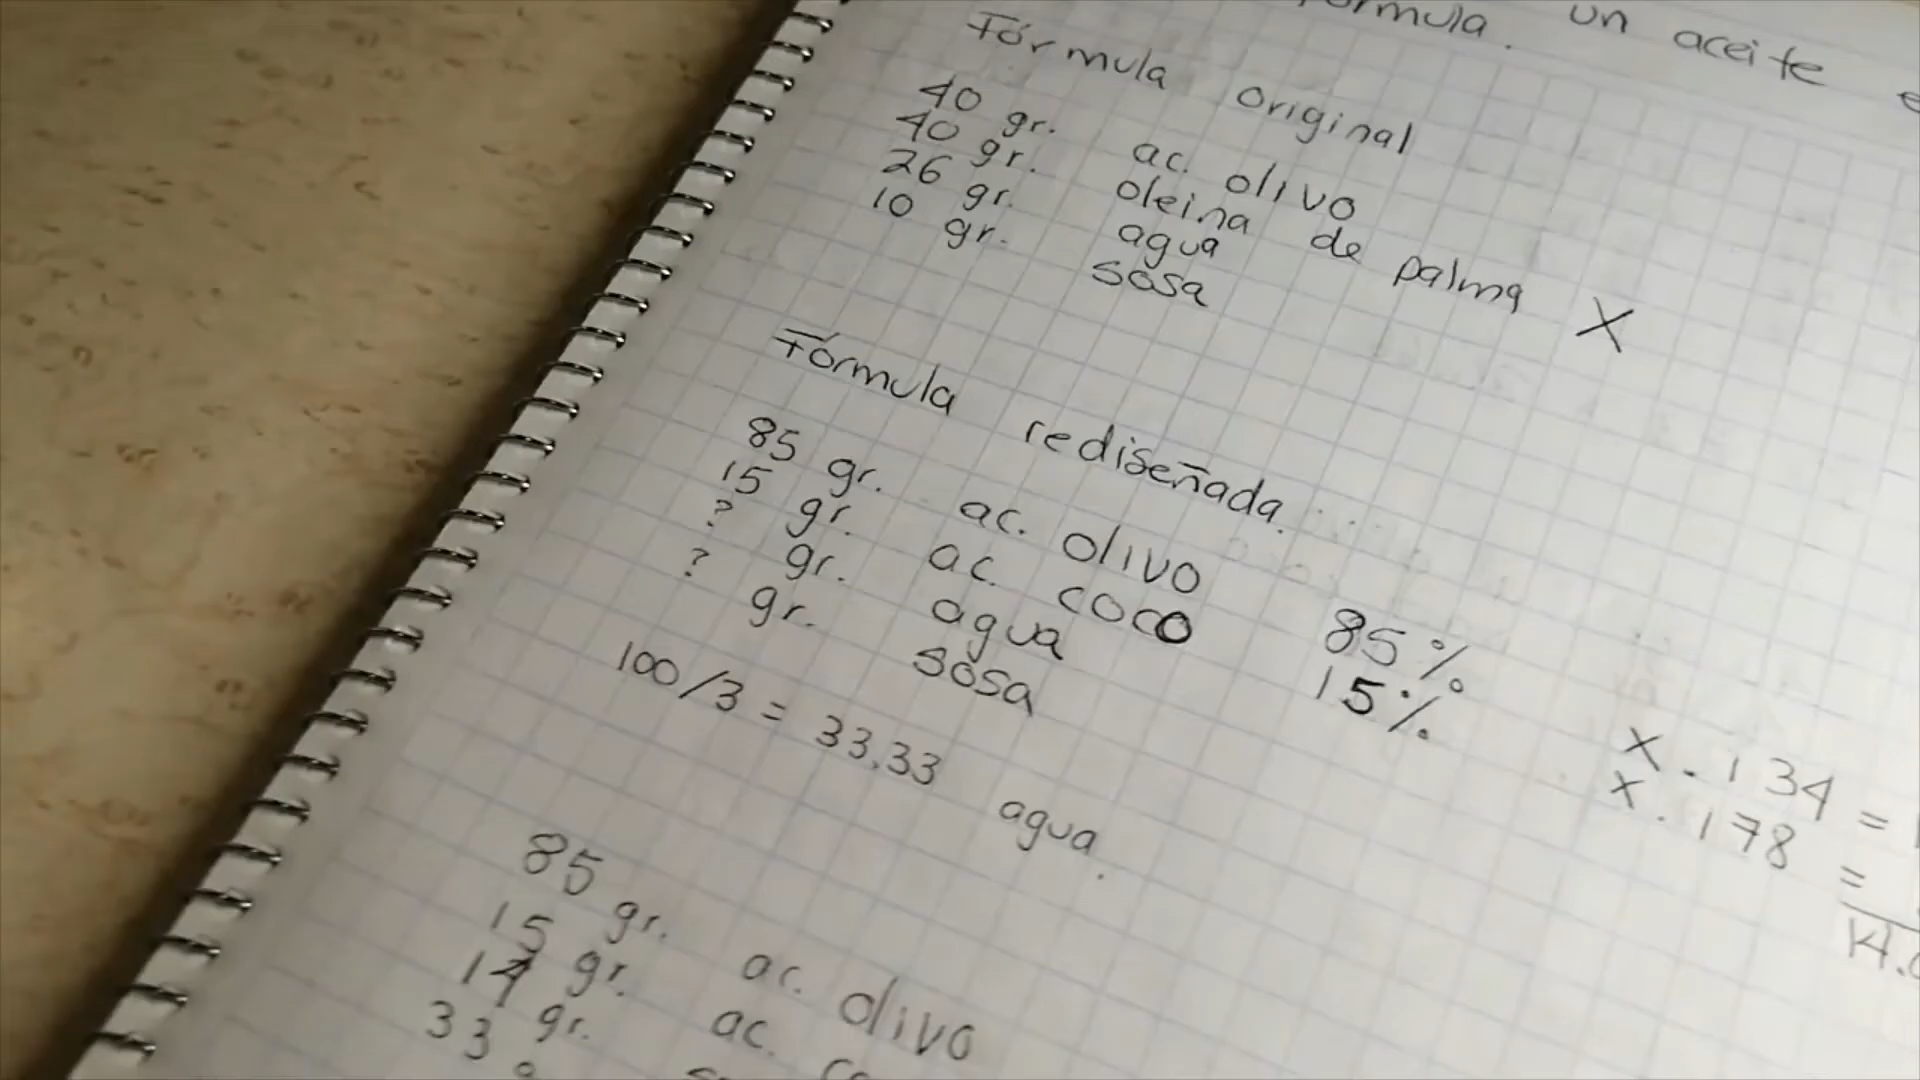 fórmula. un aceite
Fórmula original
40 gr. ac. olivo
40 gr. oleina de palma X
26 gr. agua
10 gr. sosa
Fórmula rediseñada.
85 gr. ac. olivo 85% x .134 =
15 gr. ac. coco 15% x .178 =
? gr. agua 14.
? gr. sosa
100/3 = 33.33 agua.
85 gr. ac. olivo
15 gr. ac.
14 gr.
33